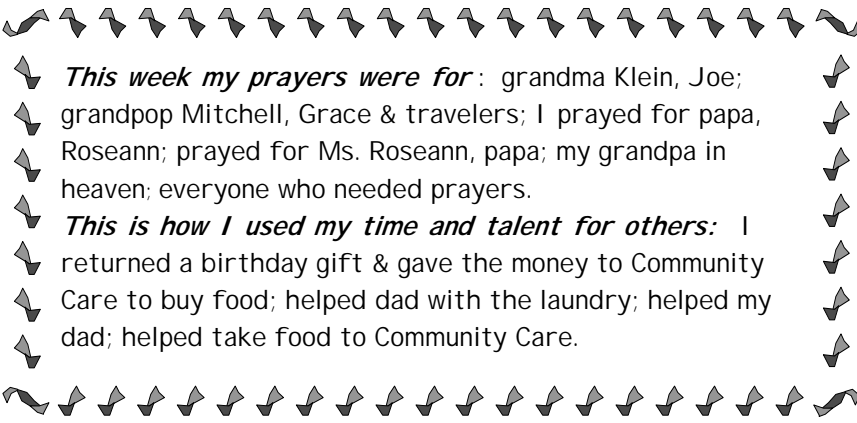 This week my prayers were for : grandma Klein, Joe;
grandpop Mitchell, Grace & travelers; I prayed for papa,
Roseann; prayed for Ms. Roseann, papa; my grandpa in
heaven; everyone who needed prayers.
This is how I used my time and talent for others: I
returned a birthday gift & gave the money to Community
Care to buy food; helped dad with the laundry; helped my
dad; helped take food to Community Care.